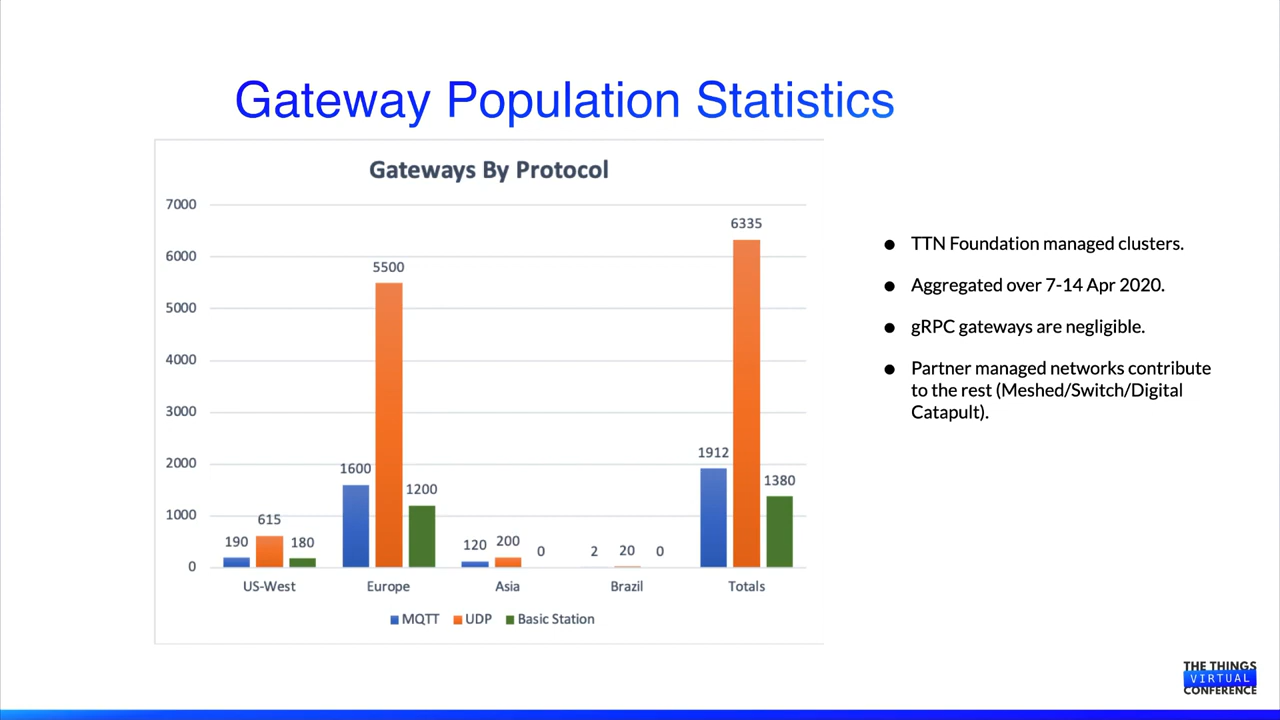 Gateway Population Statistics
Gateways By Protocol
7000
6000
5000
4000
3000
2000
1000
0
190
615
180
1600
5500
1200
120
200
0
2
20
0
1912
6335
1380
US-West
Europe
Asia
Brazil
Totals
MQTT
UDP
Basic Station
● TTN Foundation managed clusters.
● Aggregated over 7-14 Apr 2020.
● gRPC gateways are negligible.
● Partner managed networks contribute
to the rest (Meshed/Switch/Digital
Catapult).
THE THINGS
VIRTUAL
CONFERENCE